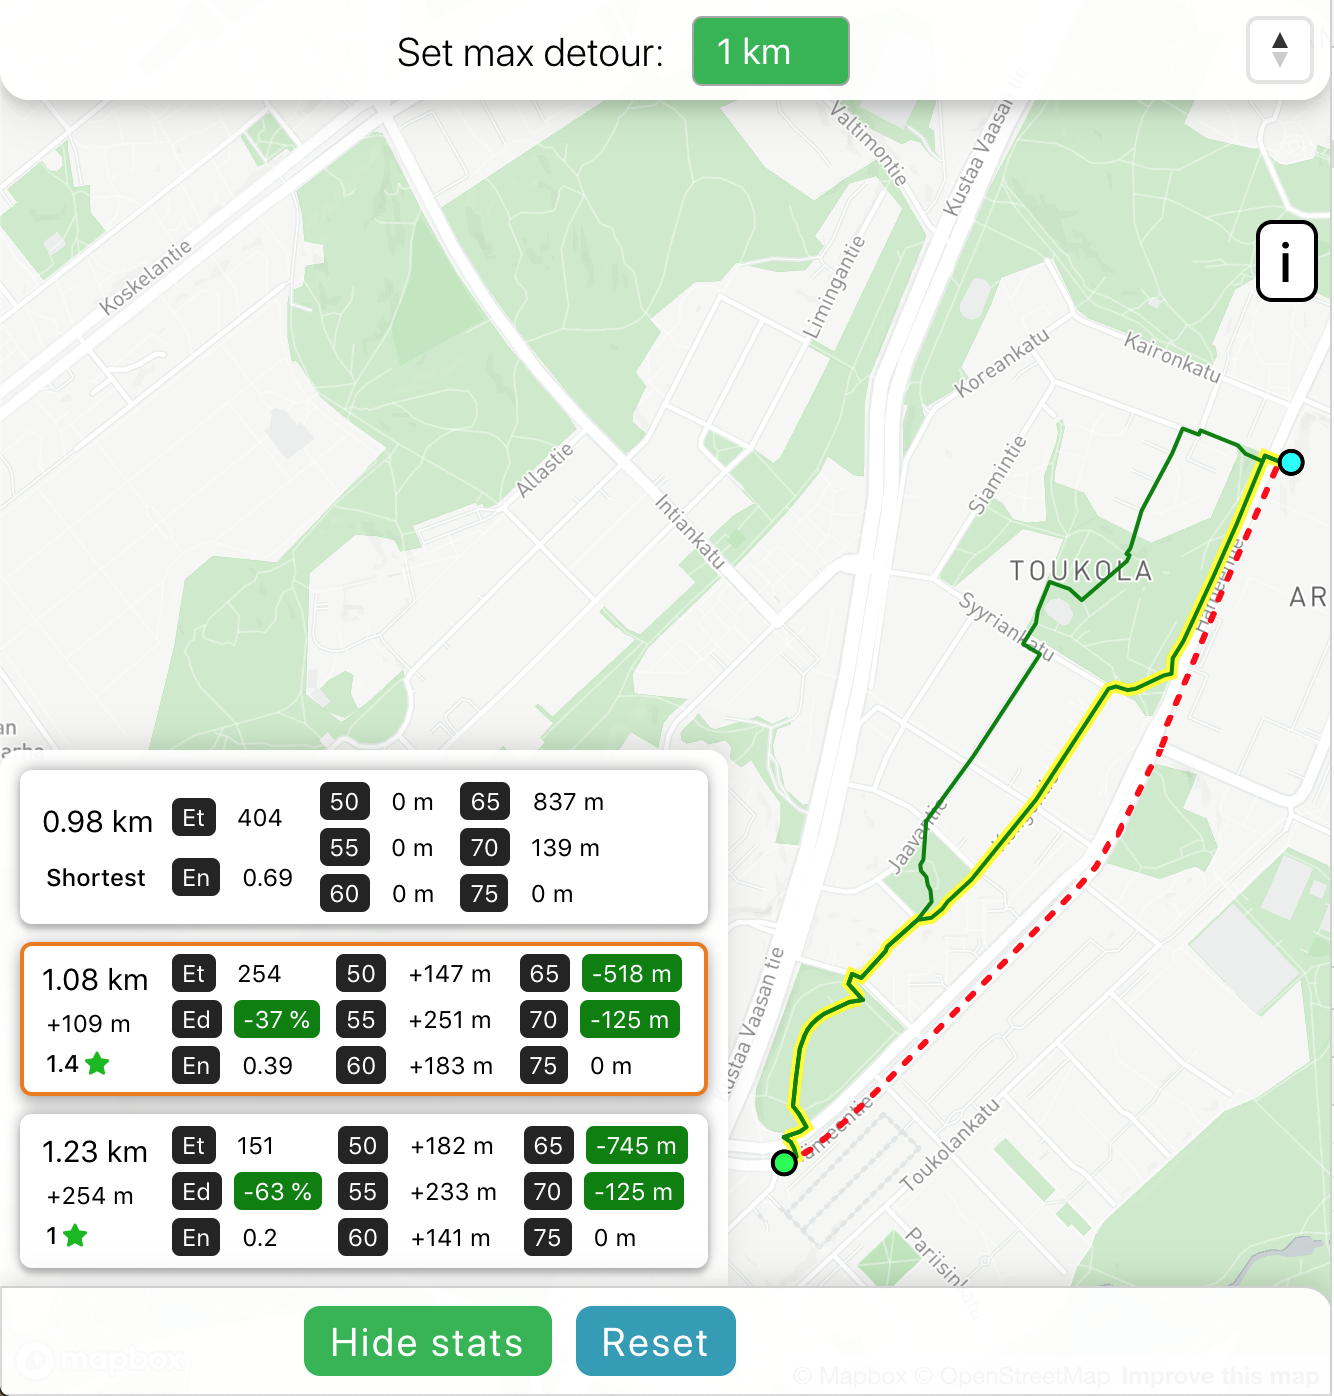 Set max detour: 1 km
Valtimontie
Kustaa Vaasan
Koskelantie
Limingantie
i
Koreankatu
Kaironkatu
Siamintie
Allastie
Intiankatu
TOUKOLA
AR
Hämeentie
Syyriankatu
an
Jaavantie
0.98 km Et 404 50 0 m 65 837 m
55 0 m 70 139 m
Shortest En 0.69 60 0 m 75 0 m
1.08 km Et 254 50 +147 m 65 -518 m
+109 m Ed -37 % 55 +251 m 70 -125 m
1.4 En 0.39 60 +183 m 75 0 m
Kustaa Vaasan tie
Hämeentie
Toukolankatu
1.23 km Et 151 50 +182 m 65 -745 m
+254 m Ed -63 % 55 +233 m 70 -125 m
1 En 0.2 60 +141 m 75 0 m
Pariisinkatu
Hide stats Reset
mapbox
© Mapbox © OpenStreetMap Improve this map